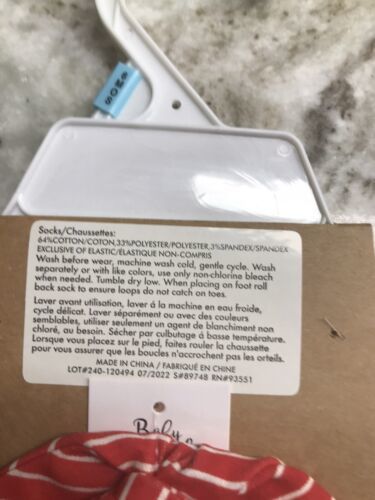 SMOS
Socks/Chaussettes:
64%COTTON/COTON,33%POLYESTER/POLYESTER,3%SPANDEX/SPANDEX
EXCLUSIVE OF ELASTIC/ÉLASTIQUE NON-COMPRIS
Wash before wear, machine wash cold, gentle cycle. Wash
separately or with like colors, use only non-chlorine bleach
when needed. Tumble dry low. When placing on foot roll
back sock to ensure loops do not catch on toes.
Laver avant utilisation, laver á la machine en eau froide,
cycle délicat. Laver séparément ou avec des couleurs
semblables, utiliser seulement un agent de blanchiment non
chloré, au besoin. Sécher par culbutage á basse température.
Lorsque vous placez sur le pied, faites rouler la chaussette
pour vous assurer que les boucles n'accrochent pas les orteils.
MADE IN CHINA / FABRIQUÉ EN CHINE
LOT#240-120494 07/2022 S#89748 RN#93551
Baby